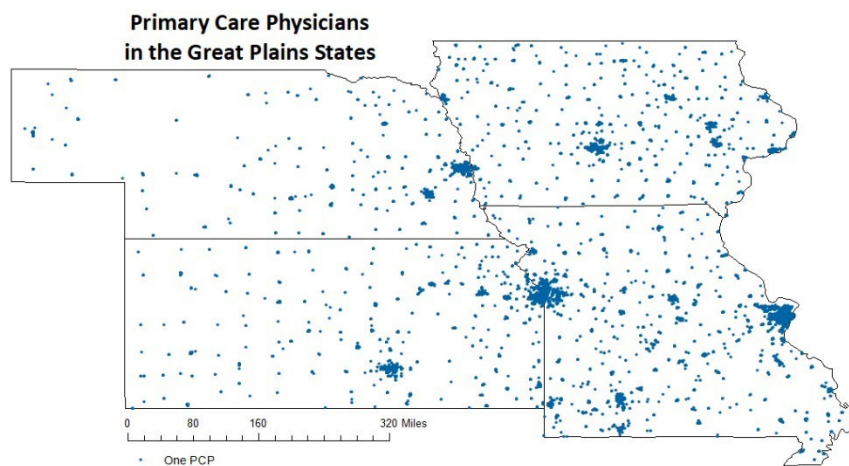 Primary Care Physicians
in the Great Plains States
0 80 160 320 Miles
One PCP